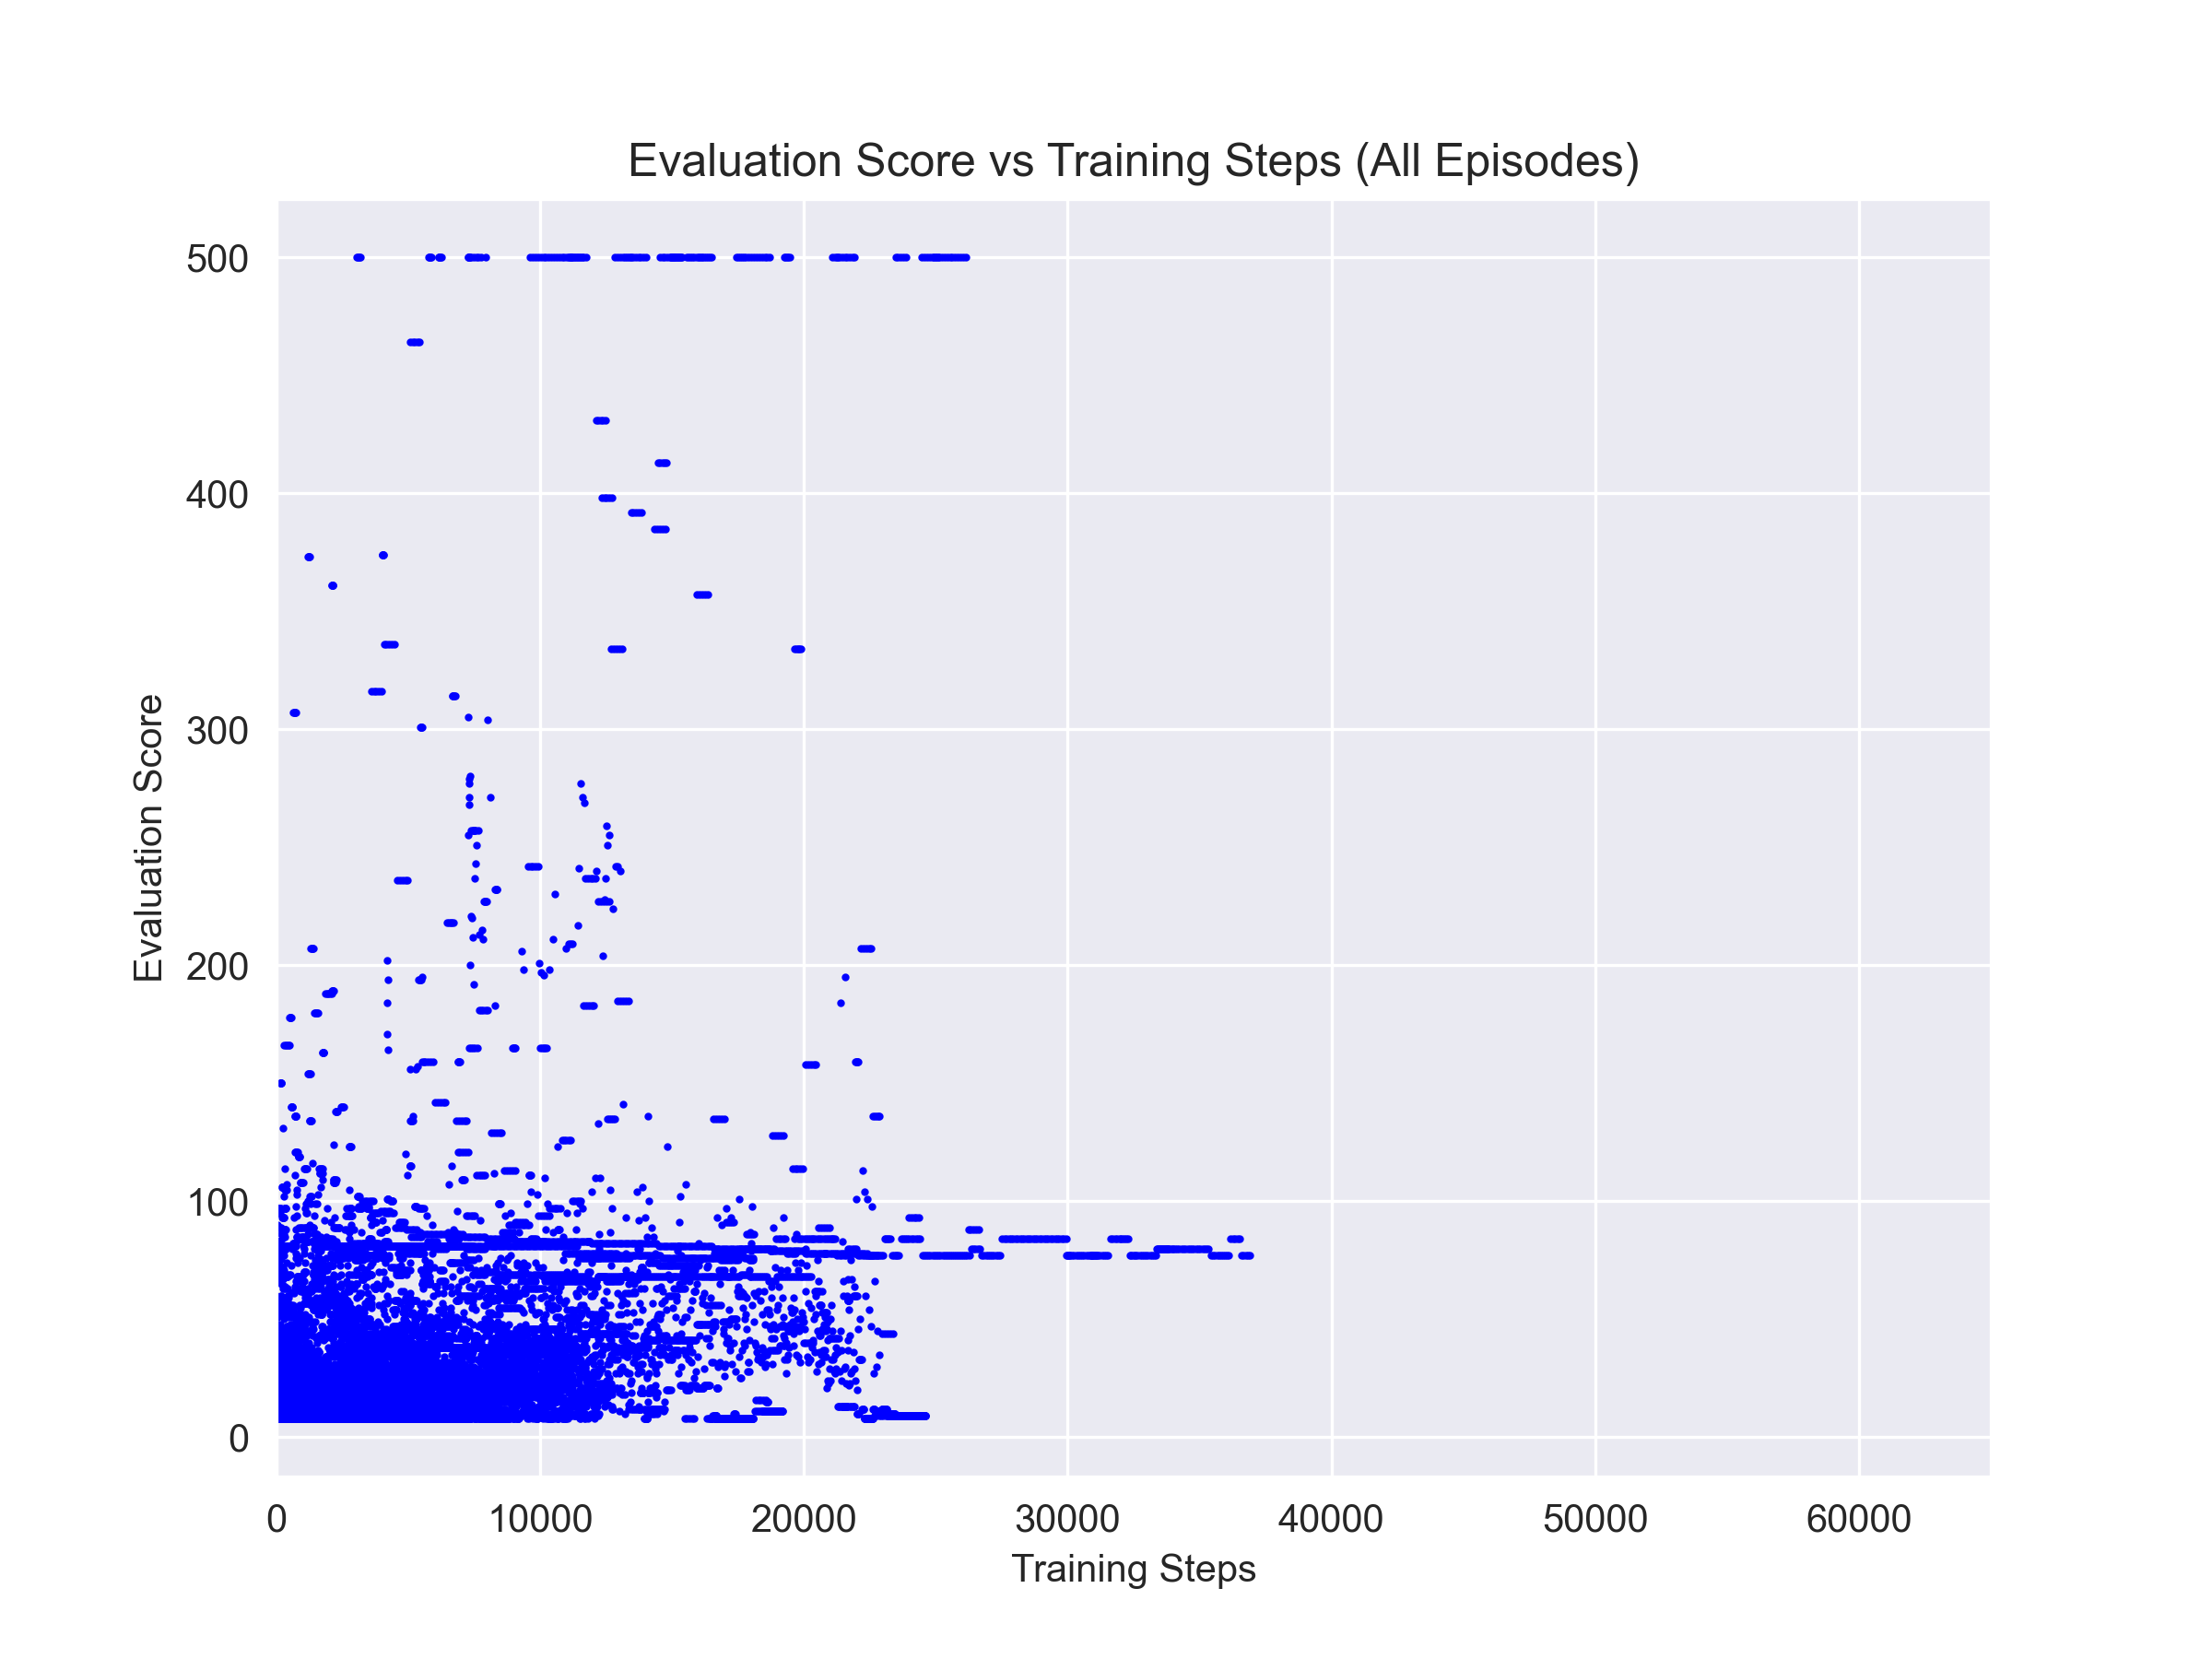 Evaluation Score vs Training Steps (All Episodes)
500
400
300
200
100
0
Evaluation Score
0 10000 20000 30000 40000 50000 60000
Training Steps